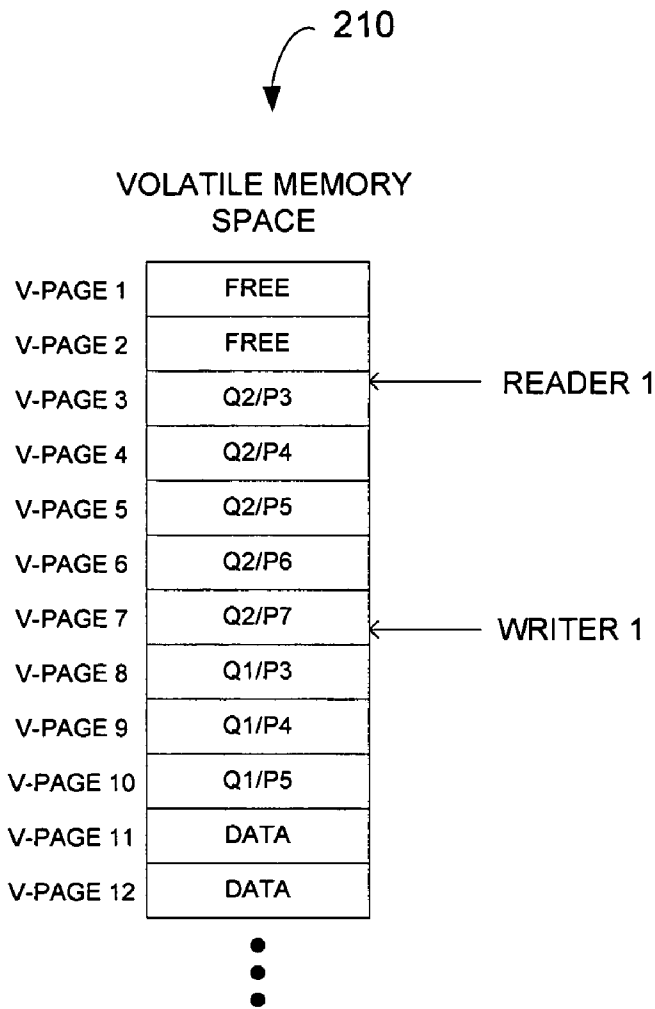 210
VOLATILE MEMORY
SPACE
V-PAGE 1 FREE
V-PAGE 2 FREE
V-PAGE 3 Q2/P3 READER 1
V-PAGE 4 Q2/P4
V-PAGE 5 Q2/P5
V-PAGE 6 Q2/P6
V-PAGE 7 Q2/P7 WRITER 1
V-PAGE 8 Q1/P3
V-PAGE 9 Q1/P4
V-PAGE 10 Q1/P5
V-PAGE 11 DATA
V-PAGE 12 DATA